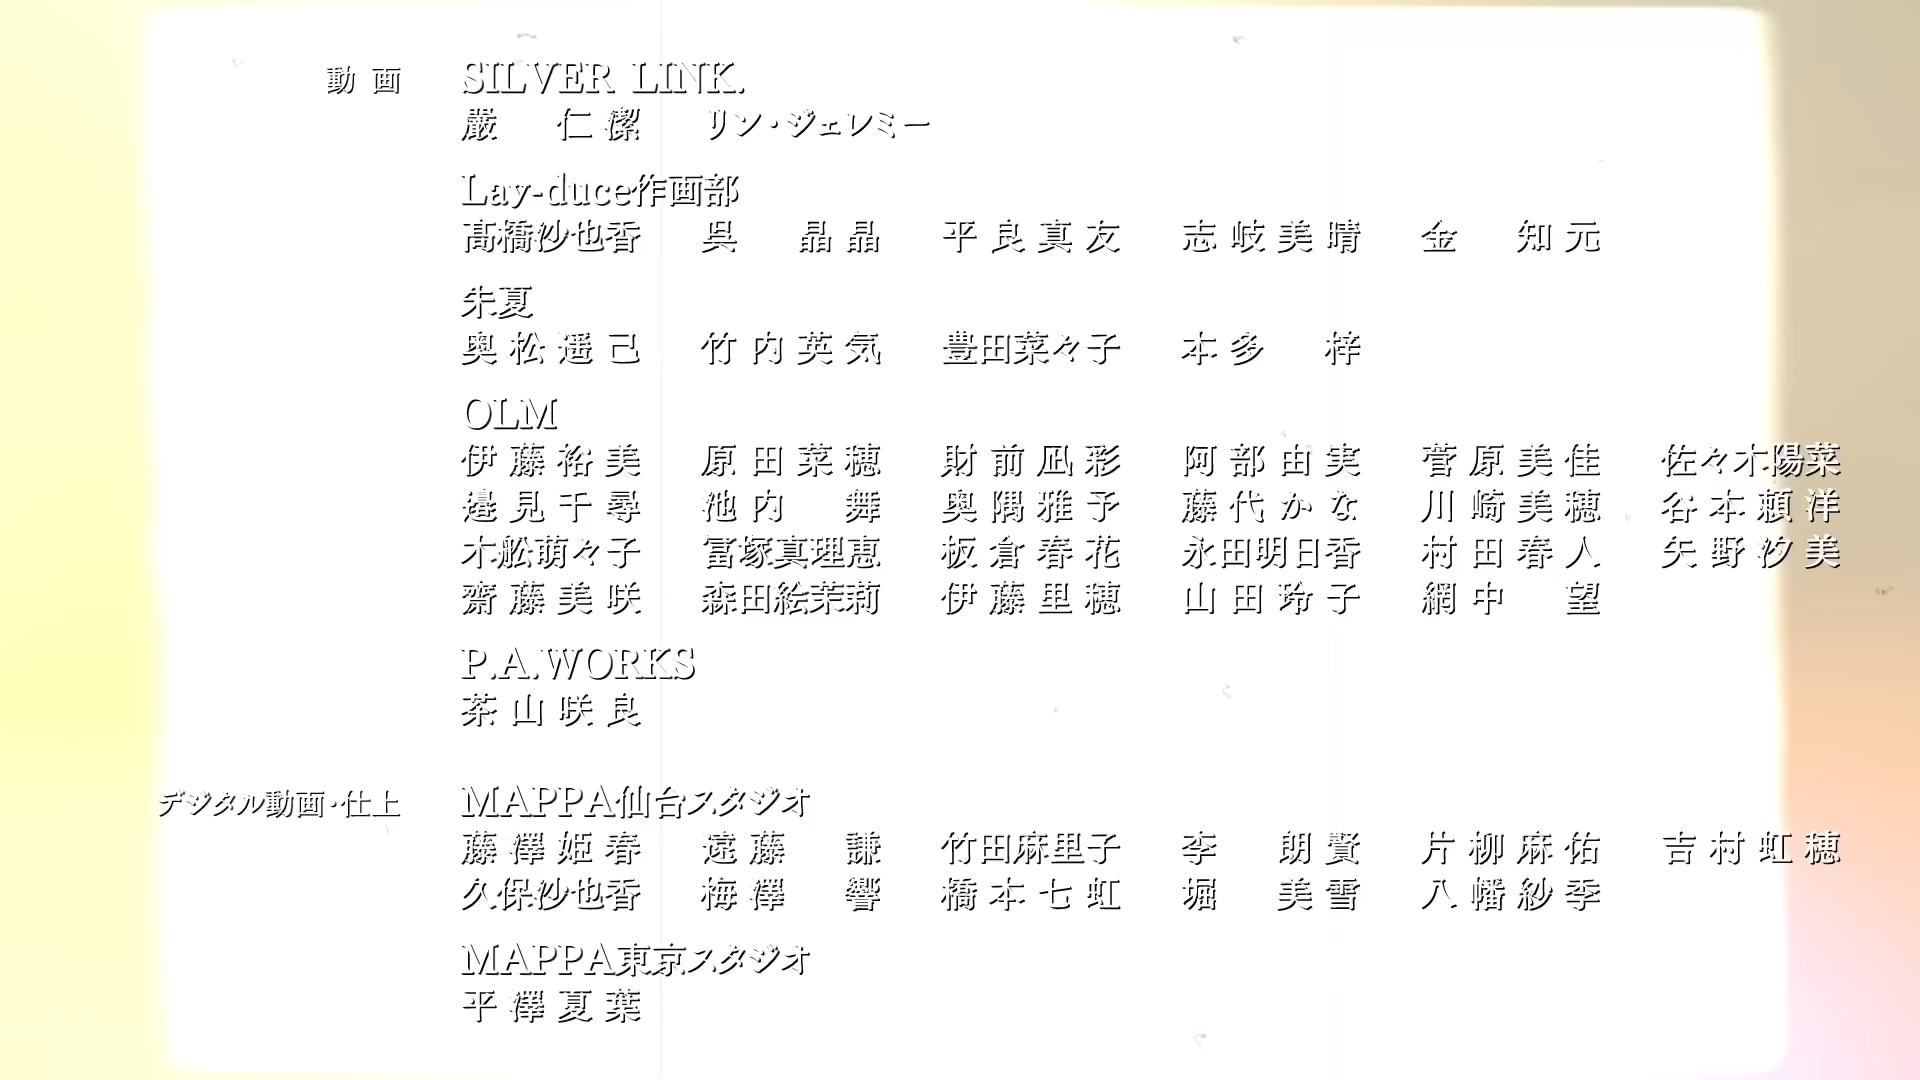 動画 SILVER LINK.
嚴 仁潔 リン・ジェレミー
Lay-duce作画部
髙橋沙也香 呉 晶晶 平良真友 志岐美晴 金 知元
朱夏
奥松遥己 竹内英気 豊田菜々子 本多 梓
OLM
伊藤裕美 原田菜穂 財前凪彩 阿部由実 菅原美佳 佐々木陽菜
邉見千尋 池内 舞 奥隅雅予 藤代かな 川崎美穂 谷本頼洋
木舩萌々子 冨塚真理恵 板倉春花 永田明日香 村田春人 矢野汐美
齋藤美咲 森田絵茉莉 伊藤里穂 山田玲子 網中 望
P.A.WORKS
茶山咲良
デジタル動画・仕上 MAPPA仙台スタジオ
藤澤姫春 遠藤 謙 竹田麻里子 李 朗賢 片柳麻佑 吉村虹穂
久保沙也香 梅澤 響 橋本七虹 堀 美雪 八幡紗季
MAPPA東京スタジオ
平澤夏葉